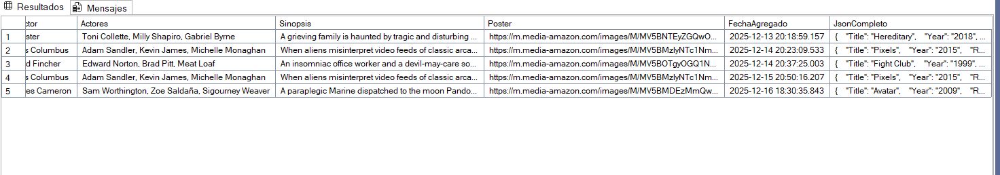 Resultados Mensajes
ctor Actores Sinopsis Poster FechaAgregado JsonCompleto
1 ster Toni Collette, Milly Shapiro, Gabriel Byrne A grieving family is haunted by tragic and disturbing ... https://m.media-amazon.com/images/M/MV5BNTEyZGQwO... 2025-12-13 20:18:59.157 { "Title": "Hereditary", "Year": "2018", ...
2 s Columbus Adam Sandler, Kevin James, Michelle Monaghan When aliens misinterpret video feeds of classic arca... https://m.media-amazon.com/images/M/MV5BMzlyNTc1Nm... 2025-12-14 20:23:09.533 { "Title": "Pixels", "Year": "2015", "R...
3 d Fincher Edward Norton, Brad Pitt, Meat Loaf An insomniac office worker and a devil-may-care so... https://m.media-amazon.com/images/M/MV5BOTgyOGQ1N... 2025-12-14 20:37:25.003 { "Title": "Fight Club", "Year": "1999", ...
4 s Columbus Adam Sandler, Kevin James, Michelle Monaghan When aliens misinterpret video feeds of classic arca... https://m.media-amazon.com/images/M/MV5BMzlyNTc1Nm... 2025-12-15 20:50:16.207 { "Title": "Pixels", "Year": "2015", "R...
5 es Cameron Sam Worthington, Zoe Saldaña, Sigourney Weaver A paraplegic Marine dispatched to the moon Pando... https://m.media-amazon.com/images/M/MV5BMDEzMmQw... 2025-12-16 18:30:35.843 { "Title": "Avatar", "Year": "2009", "R...